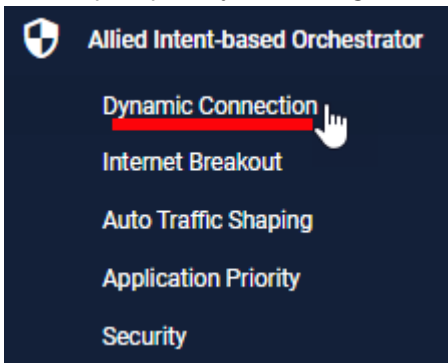 Allied Intent-based Orchestrator
Dynamic Connection
Internet Breakout
Auto Traffic Shaping
Application Priority
Security